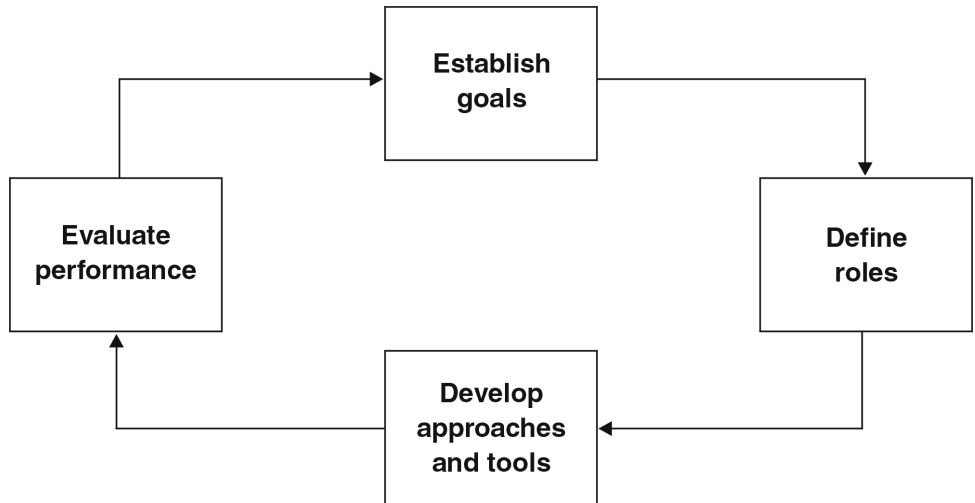 Establish
goals
Define
roles
Develop
approaches
and tools
Evaluate
performance